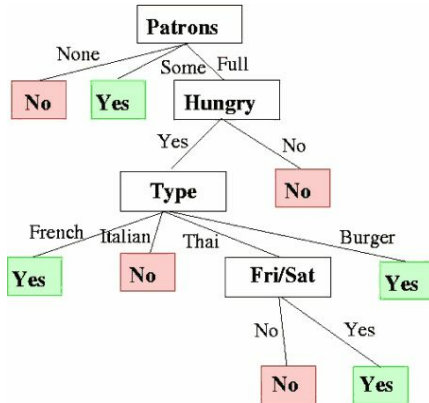 Patrons
None Some Full
No Yes Hungry
Yes No
Type No
French Italian Thai Burger
Yes No Fri/Sat Yes
No Yes
No Yes